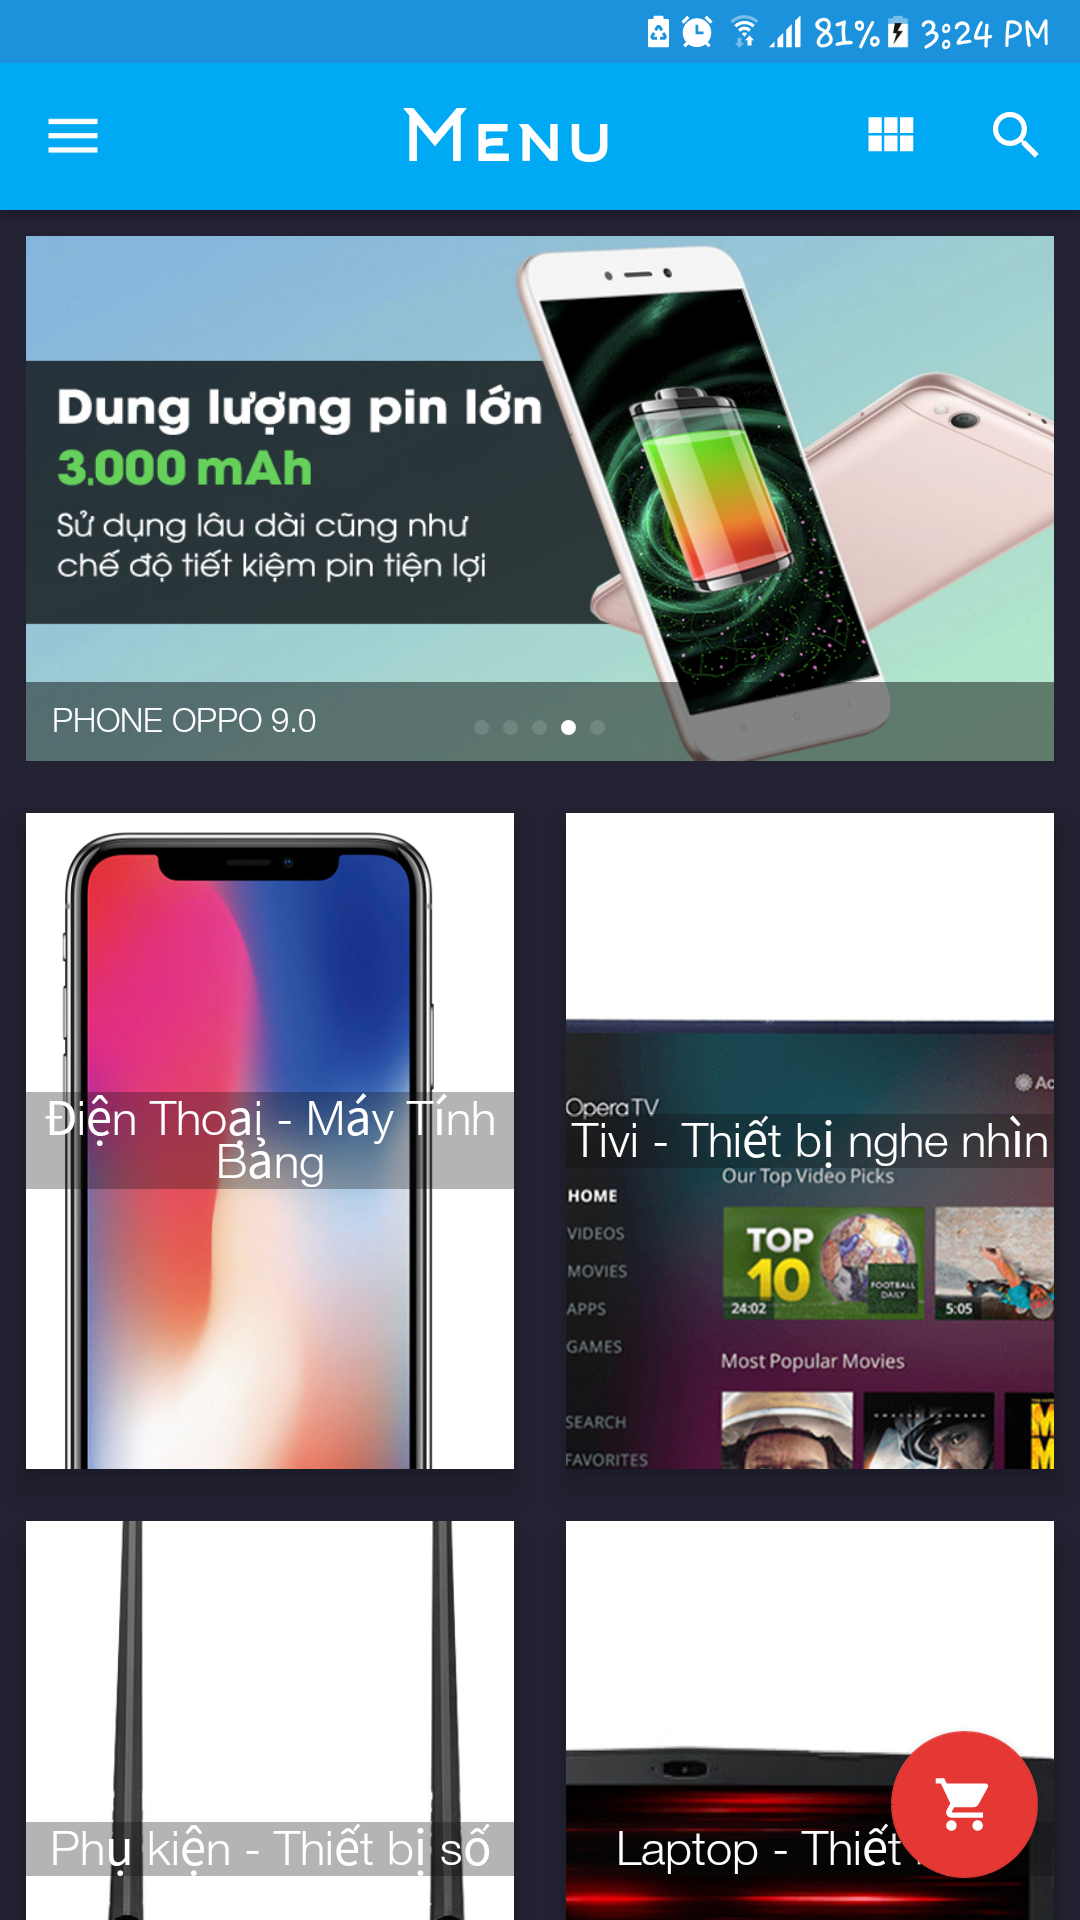 81% 3:24 PM
MENU
Dung lượng pin lớn
3.000 mAh
Sử dụng lâu dài cũng như
chế độ tiết kiệm pin tiện lợi
PHONE OPPO 9.0
Điện Thoại - Máy Tính
Bảng
Opera TV
Tivi - Thiết bị nghe nhìn
Our Top Video Picks
HOME
VIDEOS
MOVIES
APPS
GAMES
TOP
10
FOOTBALL
DAILY
24:02
5:05
Most Popular Movies
SEARCH
FAVORITES
Phụ kiện - Thiết bị số
Laptop - Thiết